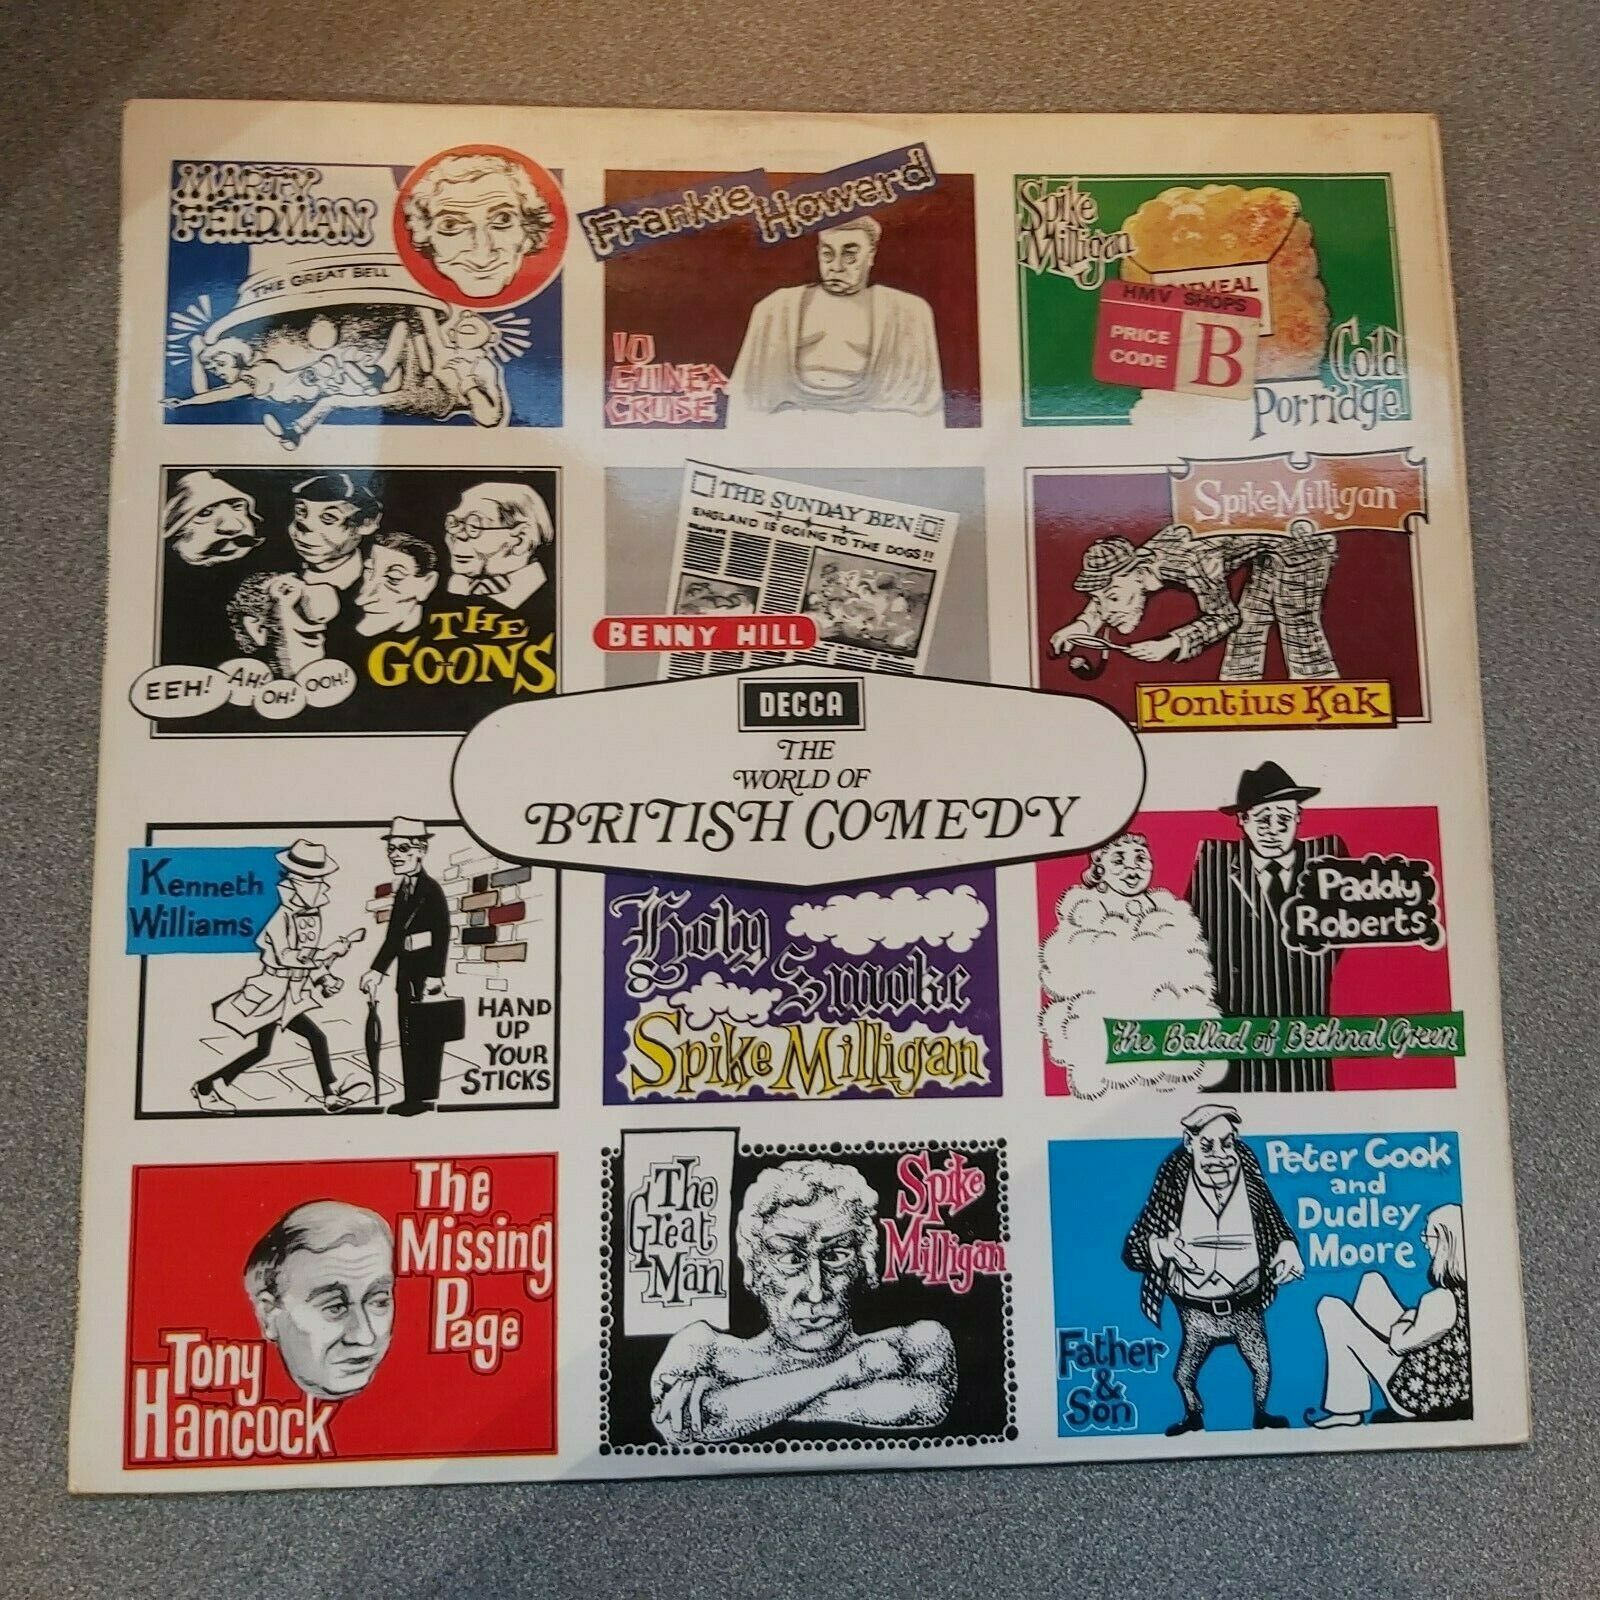 MARTY
FELDMAN
THE GREAT BELL
Frankie Howerd
10
GUINEA
CRUISE
Spike
Milligan
HMV SHOPS
PRICE
CODE
B
Cold
Porridge
THE
GOONS
EEH!
AH!
OH!
OOH!
THE SUNDAY BEN
ENGLAND IS GOING TO THE DOGS!!
BENNY HILL
Spike Milligan
Pontius Kak
DECCA
THE
WORLD OF
BRITISH COMEDY
Kenneth
Williams
HAND
UP
YOUR
STICKS
Holy
Smoke
Spike Milligan
Paddy
Roberts
The Ballad of Bethnal Green
The
Missing
Page
Tony
Hancock
The
Great
Man
Spike
Milligan
Peter Cook
and
Dudley
Moore
Father
&
Son